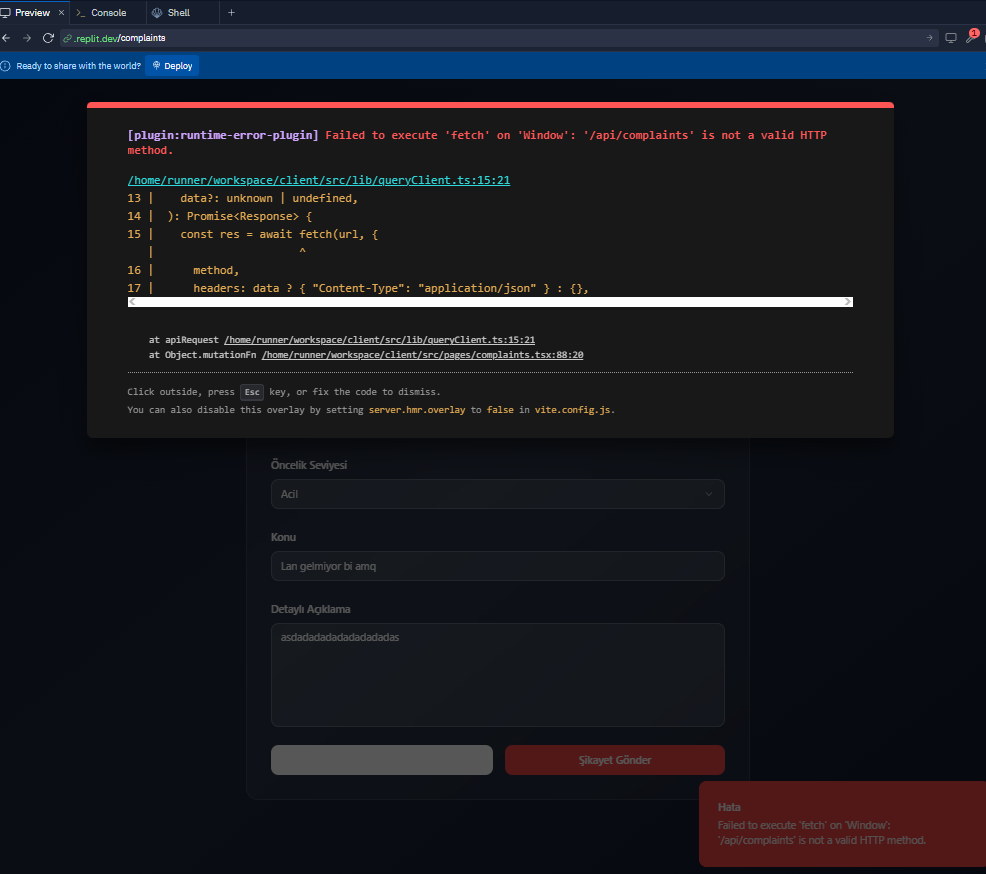 Preview × >_ Console Shell +
.replit.dev/complaints
1
Ready to share with the world? Deploy
[plugin:runtime-error-plugin] Failed to execute 'fetch' on 'Window': '/api/complaints' is not a valid HTTP
method.
/home/runner/workspace/client/src/lib/queryClient.ts:15:21
13 |    data?: unknown | undefined,
14 |  ): Promise<Response> {
15 |    const res = await fetch(url, {
   |                      ^
16 |      method,
17 |      headers: data ? { "Content-Type": "application/json" } : {},
at apiRequest /home/runner/workspace/client/src/lib/queryClient.ts:15:21
at Object.mutationFn /home/runner/workspace/client/src/pages/complaints.tsx:88:20
Click outside, press Esc key, or fix the code to dismiss.
You can also disable this overlay by setting server.hmr.overlay to false in vite.config.js.
Öncelik Seviyesi
Acil
Konu
Lan gelmiyor bi amq
Detaylı Açıklama
asdadadadadadadadadas
Şikayet Gönder
Hata
Failed to execute 'fetch' on 'Window':
'/api/complaints' is not a valid HTTP method.